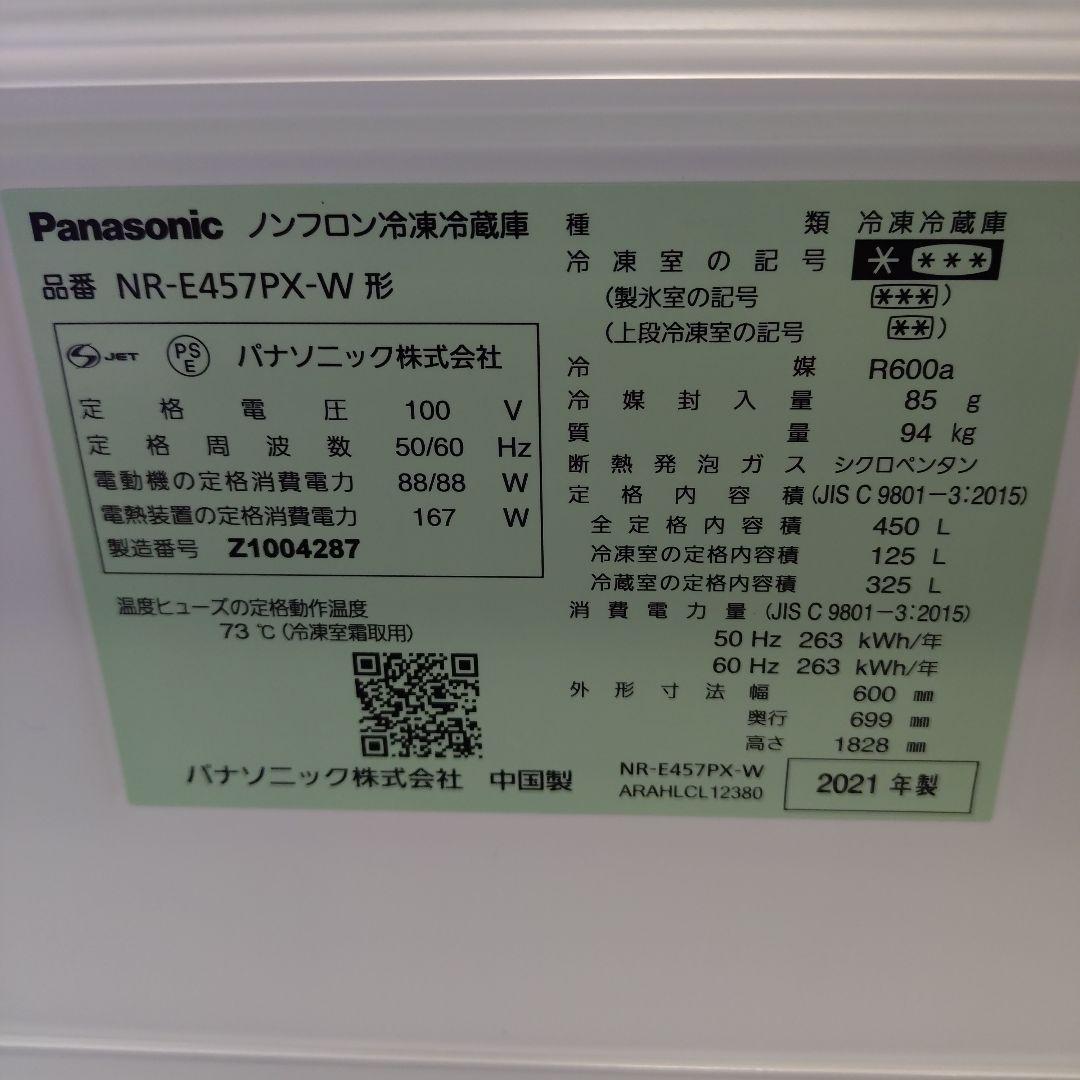 Panasonic ノンフロン冷凍冷蔵庫
品番 NR-E457PX-W 形
JET PSE パナソニック株式会社
定格電圧 100 V
定格周波数 50/60 Hz
電動機の定格消費電力 88/88 W
電熱装置の定格消費電力 167 W
製造番号 Z1004287
温度ヒューズの定格動作温度
73 ℃ (冷凍室霜取用)
パナソニック株式会社 中国製
種類 冷凍冷蔵庫
冷凍室の記号 * ***
(製氷室の記号 ***)
(上段冷凍室の記号 **)
冷媒 R600a
冷媒封入量 85 g
質量 94 kg
断熱発泡ガス シクロペンタン
定格内容積 (JIS C 9801-3:2015)
全定格内容積 450 L
冷凍室の定格内容積 125 L
冷蔵室の定格内容積 325 L
消費電力量 (JIS C 9801-3:2015)
50 Hz 263 kWh/年
60 Hz 263 kWh/年
外形寸法 幅 600 mm
奥行 699 mm
高さ 1828 mm
NR-E457PX-W
ARAHLCL12380
2021 年製